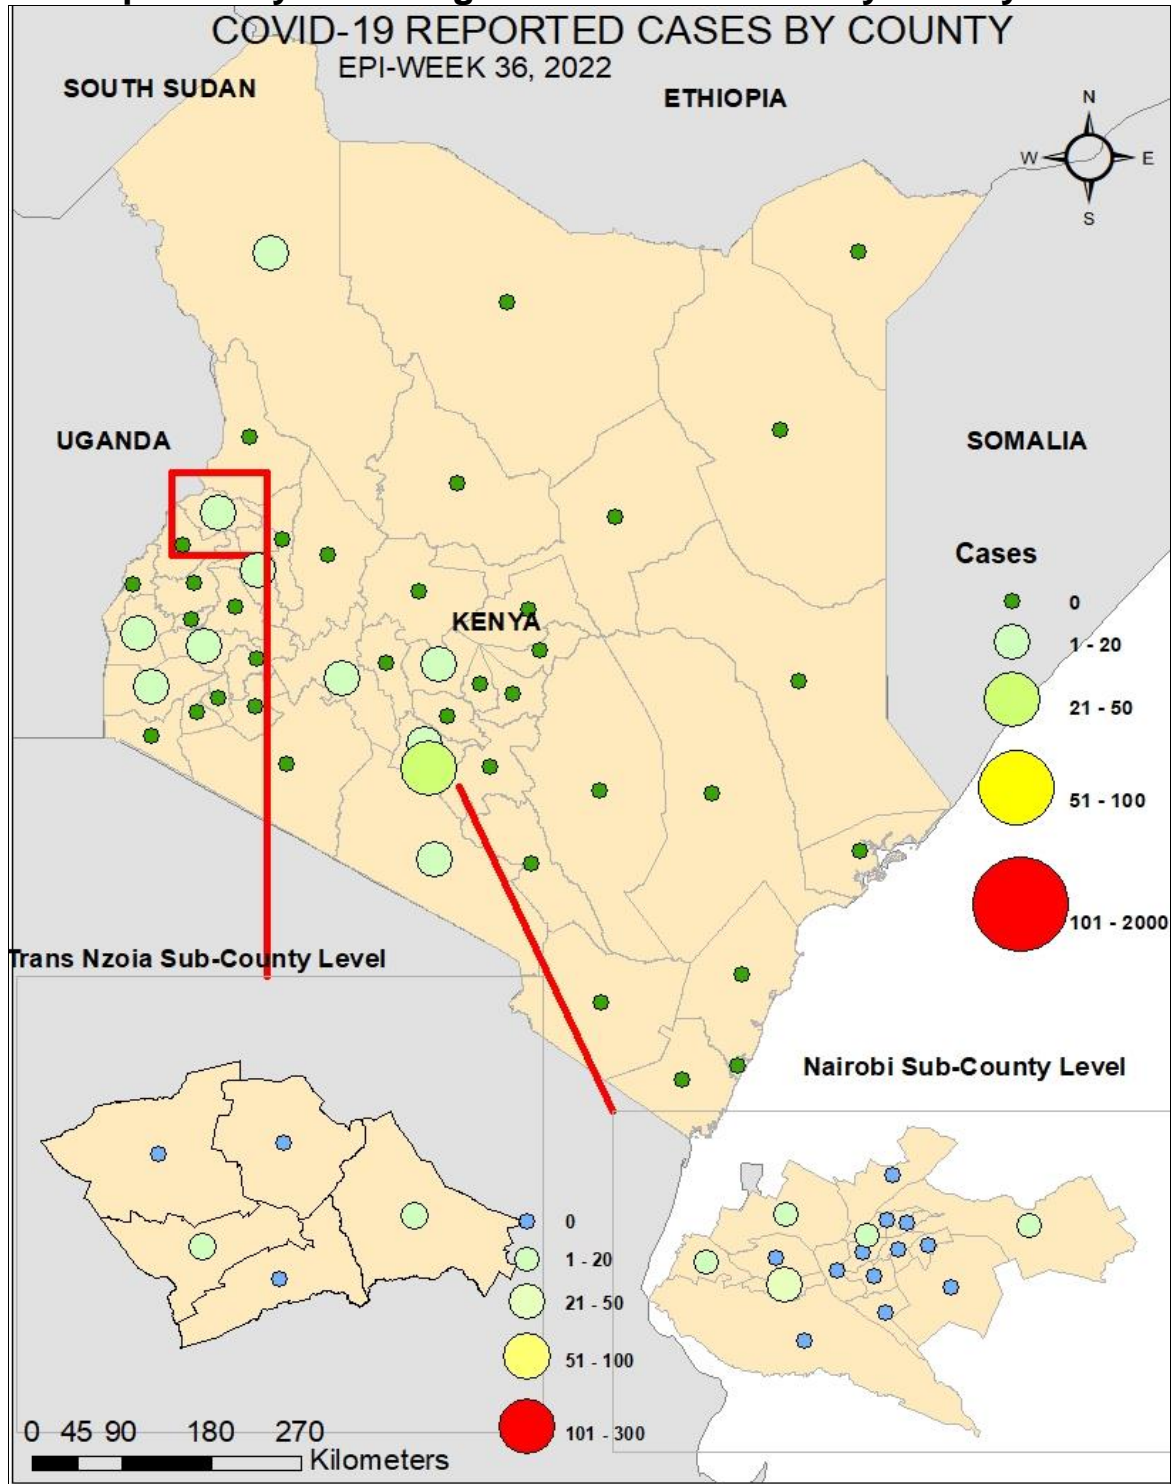 COVID-19 REPORTED CASES BY COUNTY
EPI-WEEK 36, 2022
SOUTH SUDAN
ETHIOPIA
N
W E
S
UGANDA
SOMALIA
KENYA
Cases
0
1 - 20
21 - 50
51 - 100
101 - 2000
Trans Nzoia Sub-County Level
0
1 - 20
21 - 50
51 - 100
101 - 300
Nairobi Sub-County Level
0 45 90 180 270
Kilometers